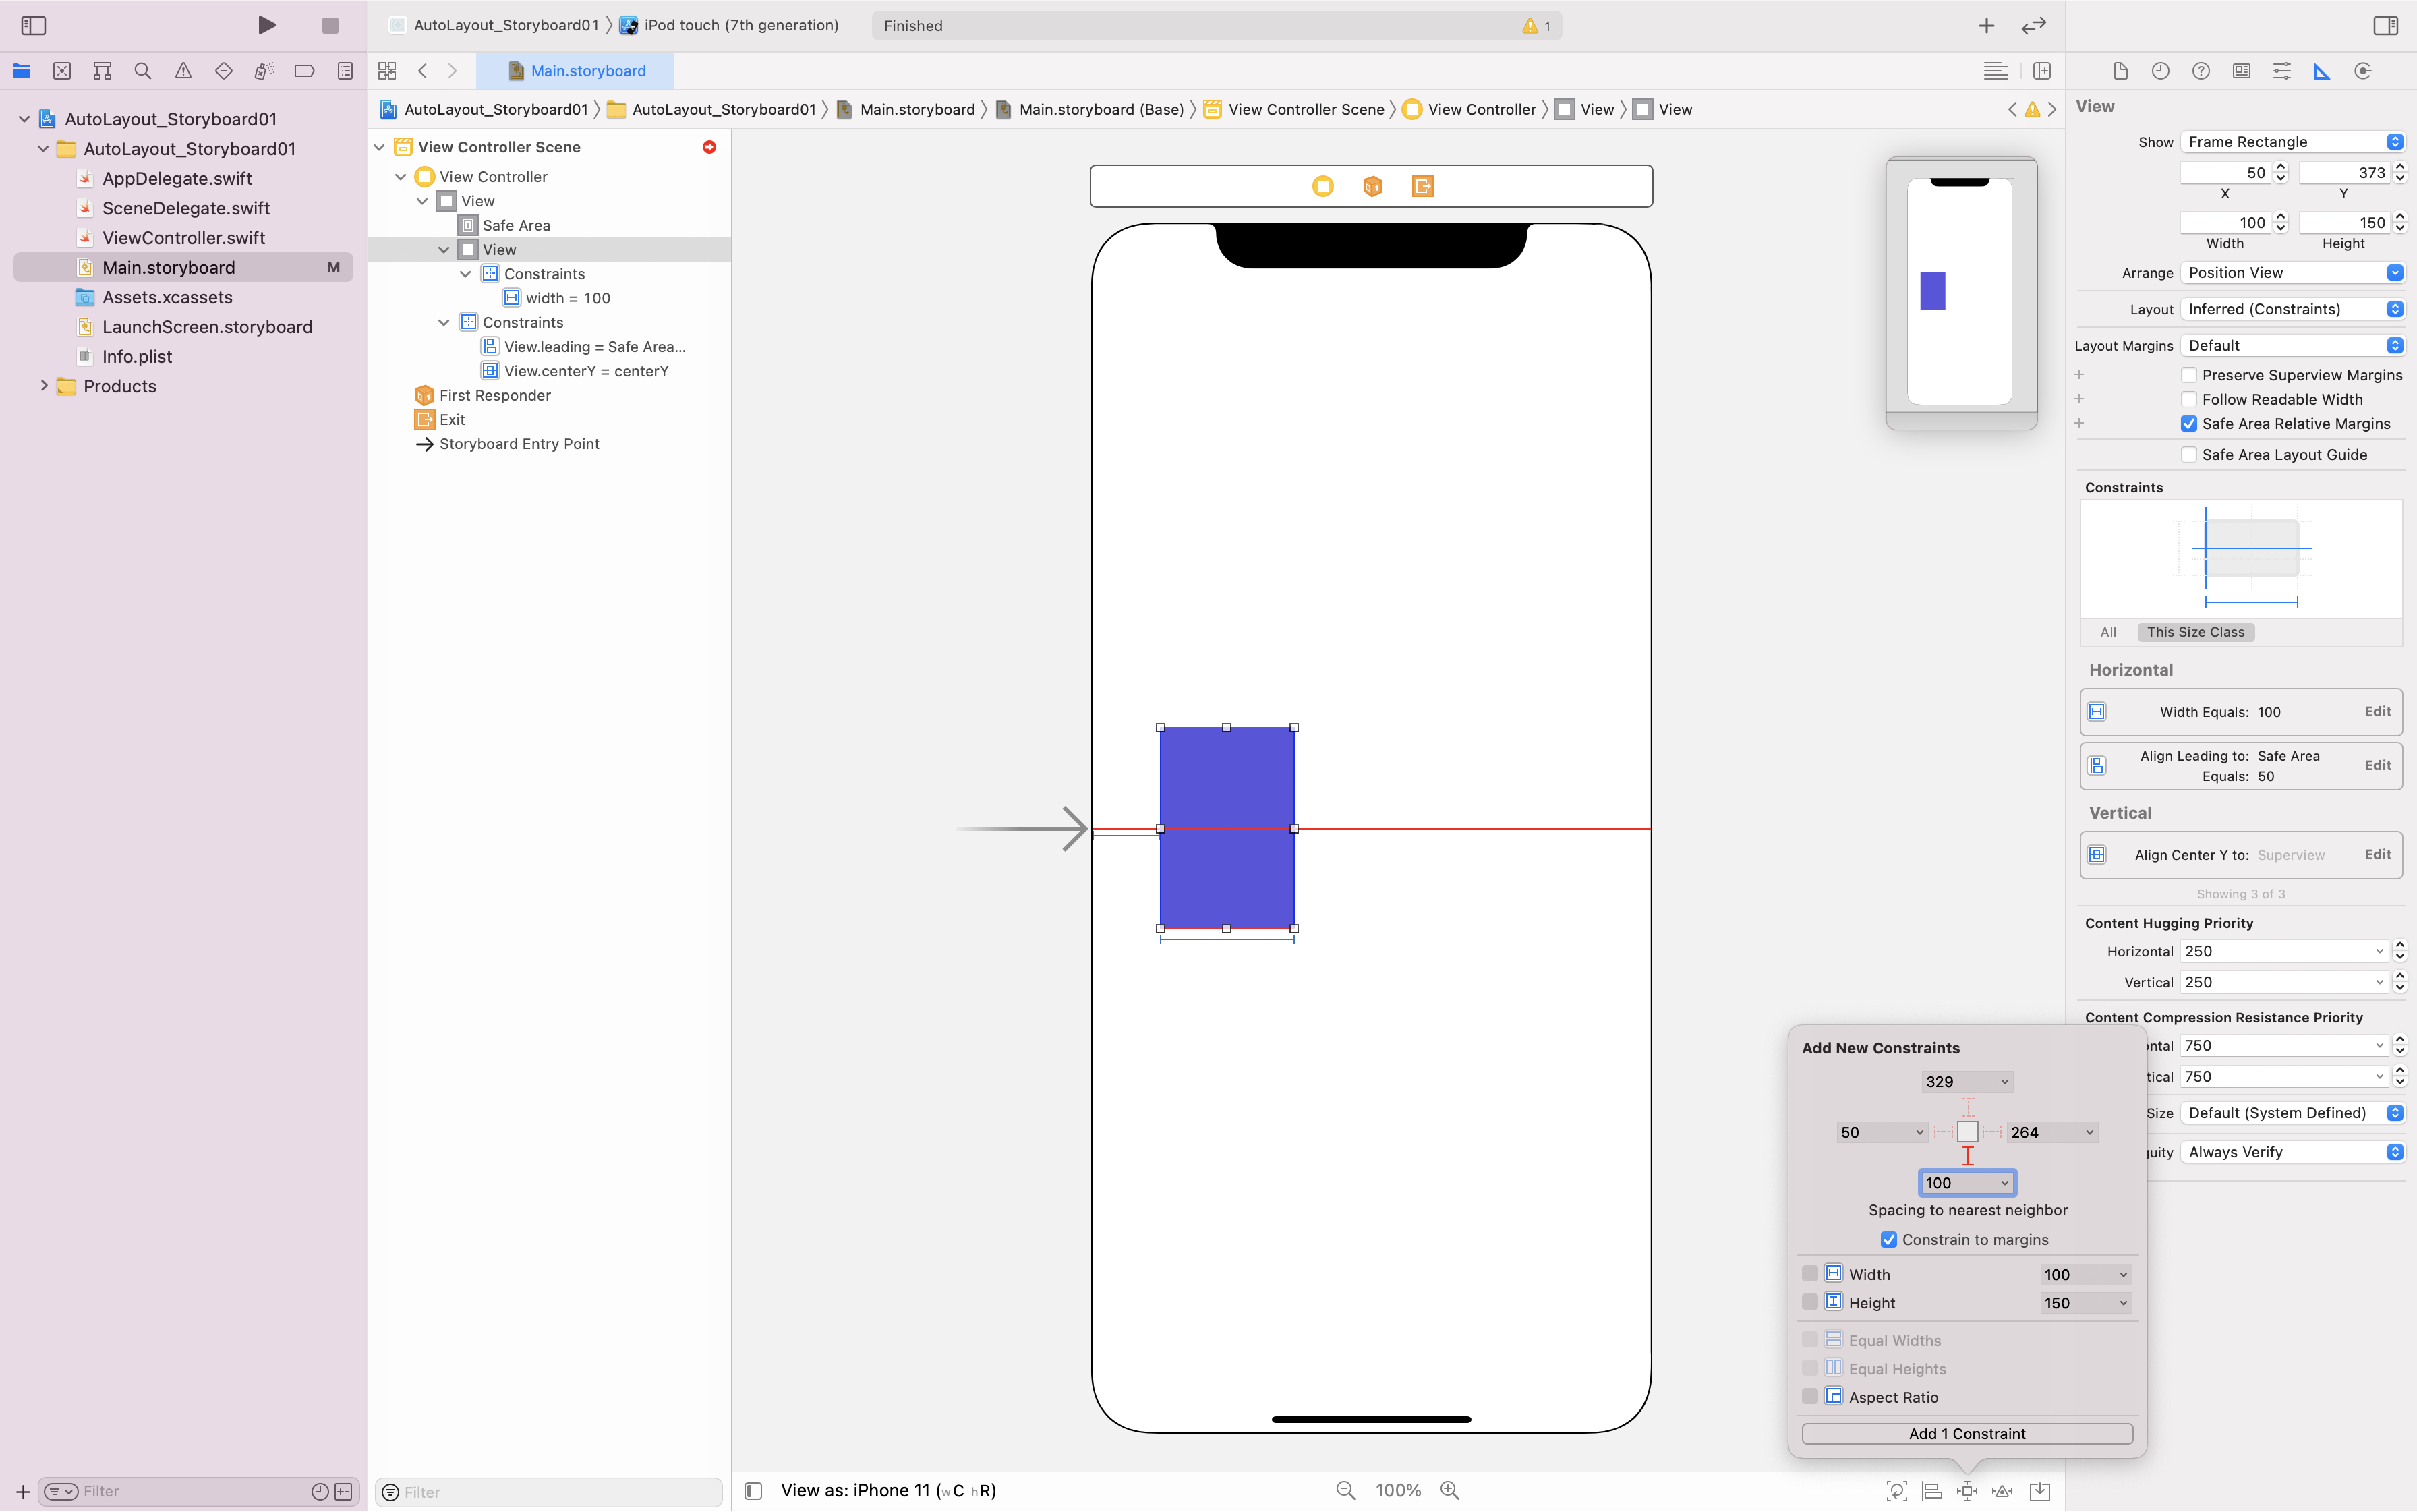 AutoLayout_Storyboard01
iPod touch (7th generation)
Finished
1
Main.storyboard
AutoLayout_Storyboard01
AutoLayout_Storyboard01
Main.storyboard
Main.storyboard (Base)
View Controller Scene
View Controller
View
View
AutoLayout_Storyboard01
AutoLayout_Storyboard01
AppDelegate.swift
SceneDelegate.swift
ViewController.swift
Main.storyboard M
Assets.xcassets
LaunchScreen.storyboard
Info.plist
Products
Filter
View Controller Scene
View Controller
View
Safe Area
View
Constraints
width = 100
Constraints
View.leading = Safe Area...
View.centerY = centerY
First Responder
Exit
Storyboard Entry Point
Filter
View as: iPhone 11 (wC hR)
100%
Add New Constraints
329
50
264
100
Spacing to nearest neighbor
Constrain to margins
Width 100
Height 150
Equal Widths
Equal Heights
Aspect Ratio
Add 1 Constraint
View
Show Frame Rectangle
50 373
X Y
100 150
Width Height
Arrange Position View
Layout Inferred (Constraints)
Layout Margins Default
Preserve Superview Margins
Follow Readable Width
Safe Area Relative Margins
Safe Area Layout Guide
Constraints
All This Size Class
Horizontal
Width Equals: 100 Edit
Align Leading to: Safe Area
Equals: 50
Edit
Vertical
Align Center Y to: Superview Edit
Showing 3 of 3
Content Hugging Priority
Horizontal 250
Vertical 250
Content Compression Resistance Priority
ntal 750
tical 750
Size Default (System Defined)
uity Always Verify